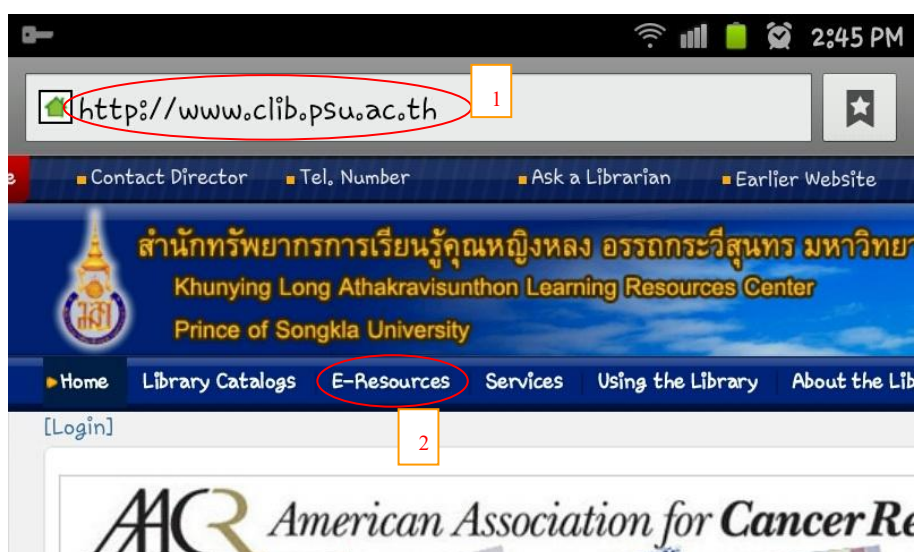 2:45 PM
http://www.clib.psu.ac.th
1
Contact Director Tel. Number Ask a Librarian Earlier Website
สำนักทรัพยากรการเรียนรู้คุณหญิงหลง อรรถกระวีสุนทร มหาวิทยา
Khunying Long Athakravisunthon Learning Resources Center
Prince of Songkla University
Home Library Catalogs E-Resources Services Using the Library About the Lib
[Login]
2
AACR American Association for Cancer Re